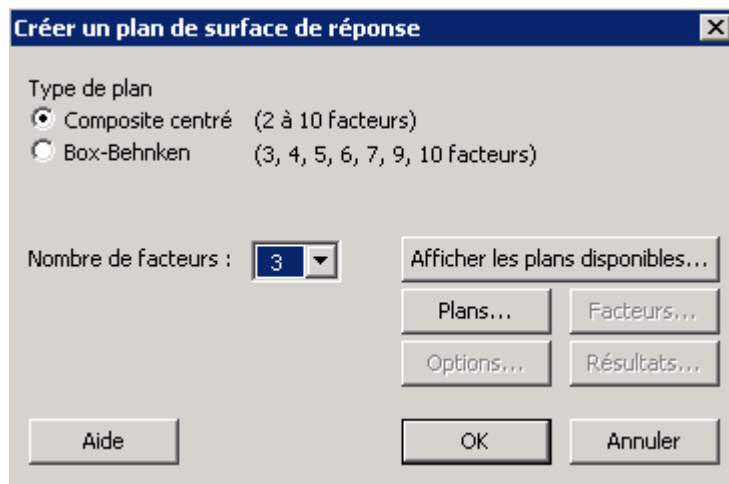 Créer un plan de surface de réponse
Type de plan
Composite centré (2 à 10 facteurs)
Box-Behnken (3, 4, 5, 6, 7, 9, 10 facteurs)
Nombre de facteurs : 3 Afficher les plans disponibles...
Plans... Facteurs...
Options... Résultats...
Aide OK Annuler